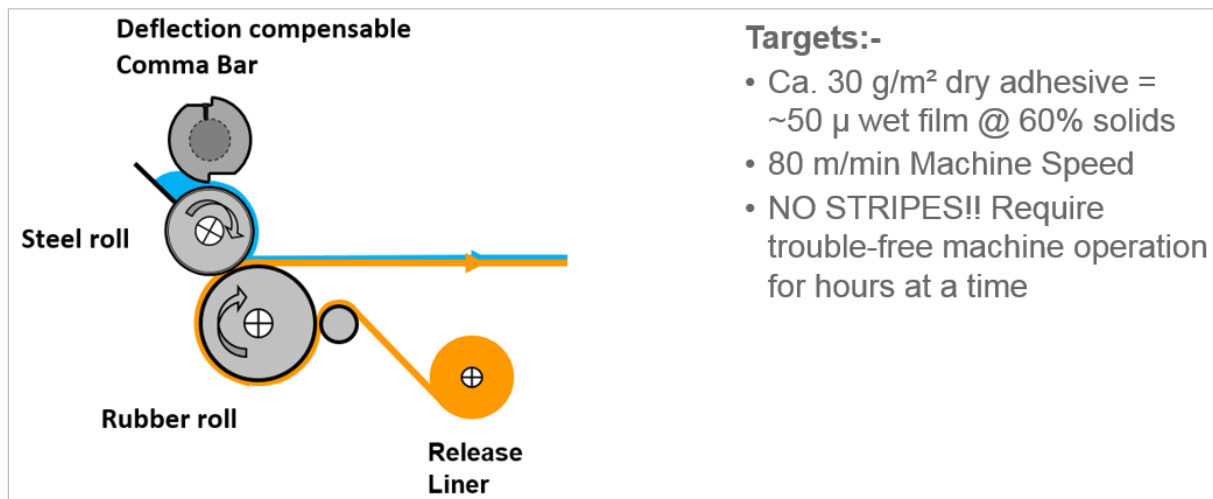 Deflection compensable
Comma Bar
Steel roll
Rubber roll
Release
Liner
Targets:-
• Ca. 30 g/m² dry adhesive =
~50 µ wet film @ 60% solids
• 80 m/min Machine Speed
• NO STRIPES!! Require
trouble-free machine operation
for hours at a time